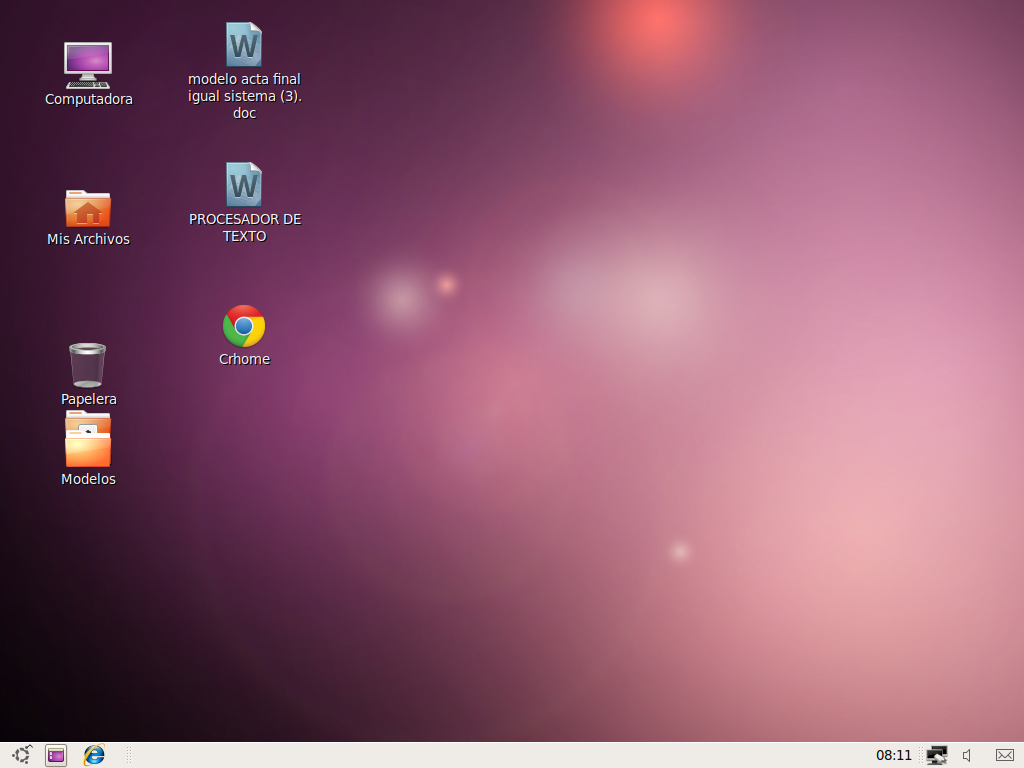 Computadora
modelo acta final
igual sistema (3).
doc
Mis Archivos
PROCESADOR DE
TEXTO
Crhome
Papelera
Modelos
08:11